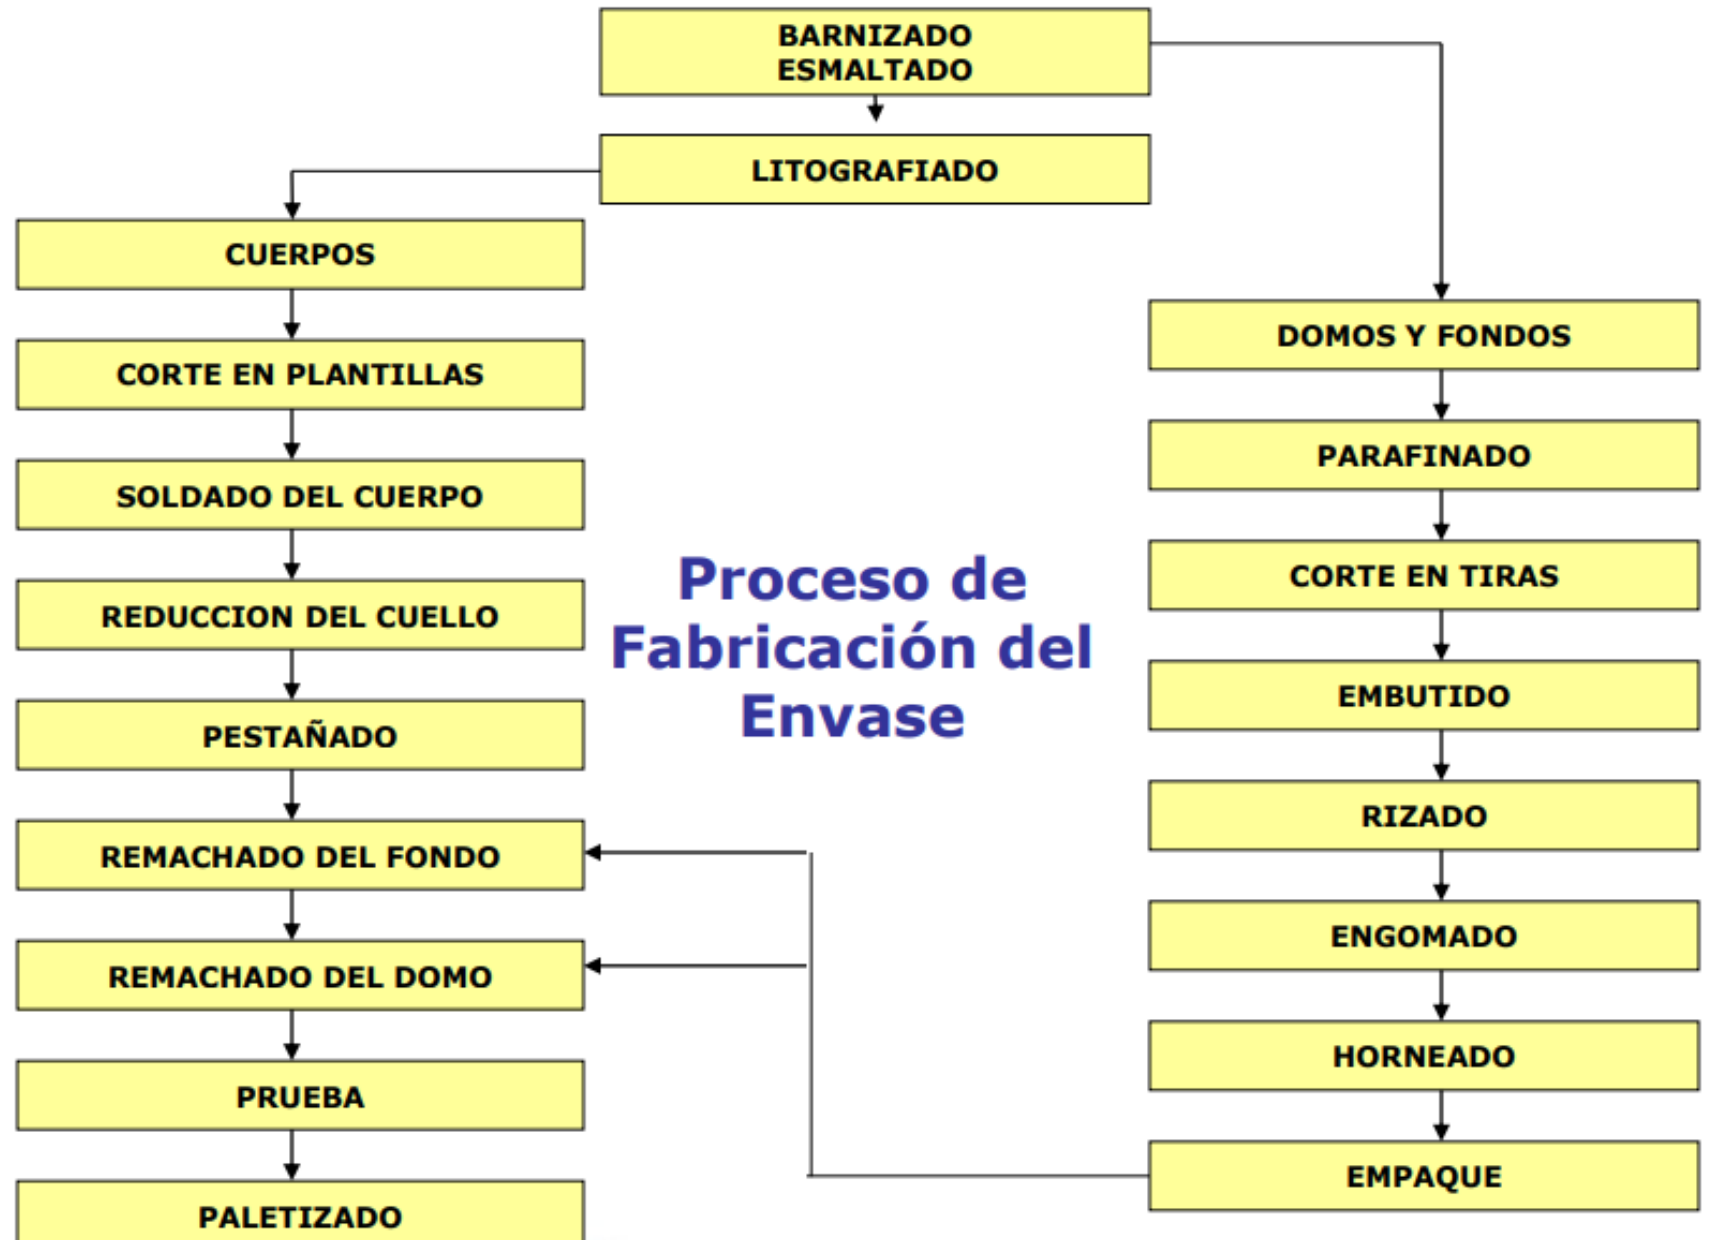 BARNIZADO
ESMALTADO
LITOGRAFIADO
CUERPOS
CORTE EN PLANTILLAS
SOLDADO DEL CUERPO
REDUCCION DEL CUELLO
PESTAÑADO
REMACHADO DEL FONDO
REMACHADO DEL DOMO
PRUEBA
PALETIZADO
Proceso de
Fabricación del
Envase
DOMOS Y FONDOS
PARAFINADO
CORTE EN TIRAS
EMBUTIDO
RIZADO
ENGOMADO
HORNEADO
EMPAQUE